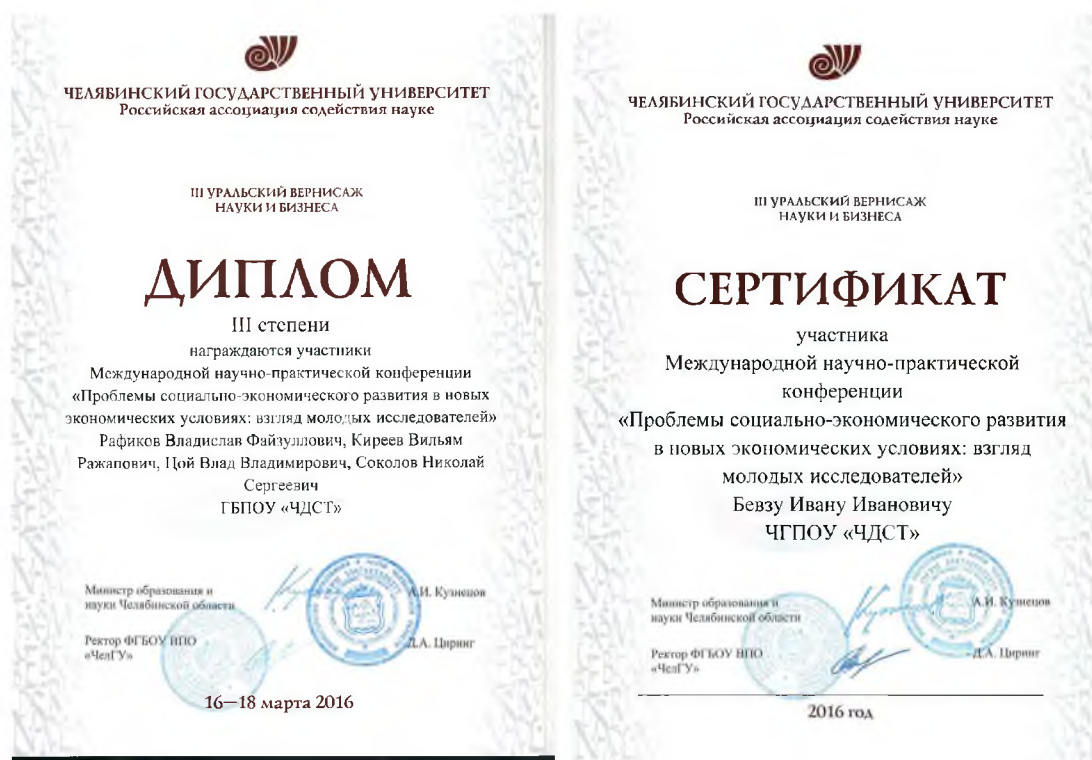 ЧЕЛЯБИНСКИЙ ГОСУДАРСТВЕННЫЙ УНИВЕРСИТЕТ
Российская ассоциация содействия науке
III УРАЛЬСКИЙ ВЕРНИСАЖ
НАУКИ И БИЗНЕСА
ДИПЛОМ
III степени
награждаются участники
Международной научно-практической конференции
«Проблемы социально-экономического развития в новых
экономических условиях: взгляд молодых исследователей»
Рафиков Владислав Файзуллович, Киреев Вильям
Ражапович, Цой Влад Владимирович, Соколов Николай
Сергеевич
ГБПОУ «ЧДСТ»
Министр образования и
науки Челябинской области
А.И. Кузнецов
Ректор ФГБОУ ВПО
«ЧелГУ»
Д.А. Циринг
16—18 марта 2016
ЧЕЛЯБИНСКИЙ ГОСУДАРСТВЕННЫЙ УНИВЕРСИТЕТ
Российская ассоциация содействия науке
III УРАЛЬСКИЙ ВЕРНИСАЖ
НАУКИ И БИЗНЕСА
СЕРТИФИКАТ
участника
Международной научно-практической
конференции
«Проблемы социально-экономического развития
в новых экономических условиях: взгляд
молодых исследователей»
Бевзу Ивану Ивановичу
ЧГПОУ «ЧДСТ»
Министр образования и
науки Челябинской области
А.И. Кузнецов
Ректор ФГБОУ ВПО
«ЧелГУ»
Д.А. Циринг
2016 год